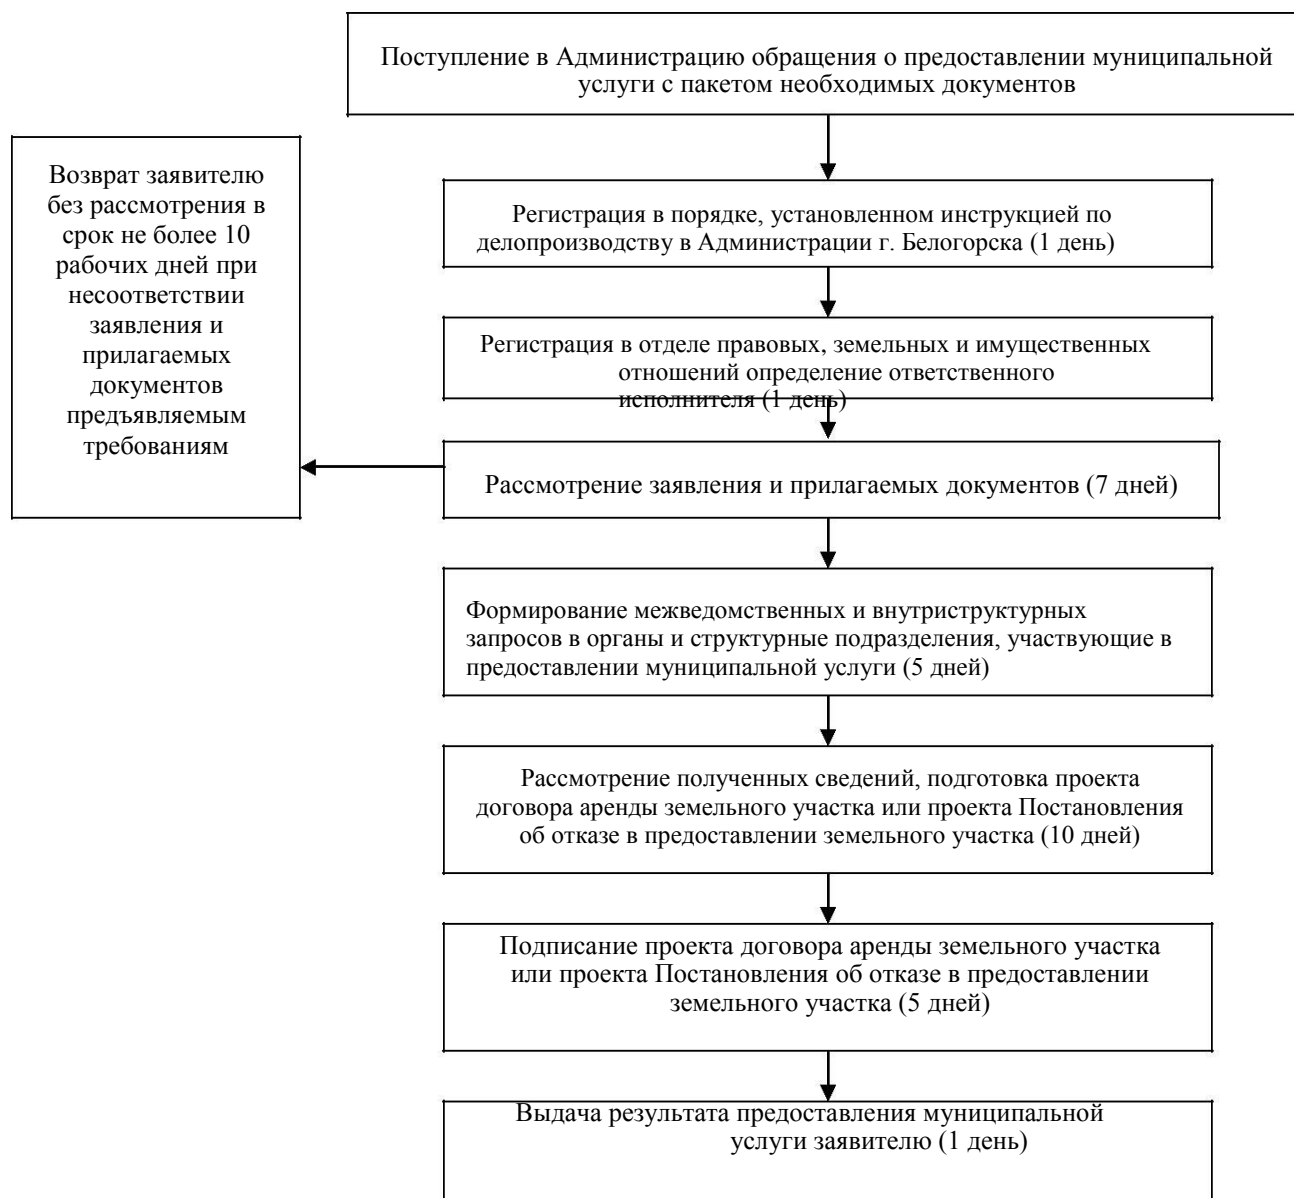 Поступление в Администрацию обращения о предоставлении муниципальной
услуги с пакетом необходимых документов
Возврат заявителю
без рассмотрения в
срок не более 10
рабочих дней при
несоответствии
заявления и
прилагаемых
документов
предъявляемым
требованиям
Регистрация в порядке, установленном инструкцией по
делопроизводству в Администрации г. Белогорска (1 день)
Регистрация в отделе правовых, земельных и имущественных
отношений определение ответственного
исполнителя (1 день)
Рассмотрение заявления и прилагаемых документов (7 дней)
Формирование межведомственных и внутриструктурных
запросов в органы и структурные подразделения, участвующие в
предоставлении муниципальной услуги (5 дней)
Рассмотрение полученных сведений, подготовка проекта
договора аренды земельного участка или проекта Постановления
об отказе в предоставлении земельного участка (10 дней)
Подписание проекта договора аренды земельного участка
или проекта Постановления об отказе в предоставлении
земельного участка (5 дней)
Выдача результата предоставления муниципальной
услуги заявителю (1 день)